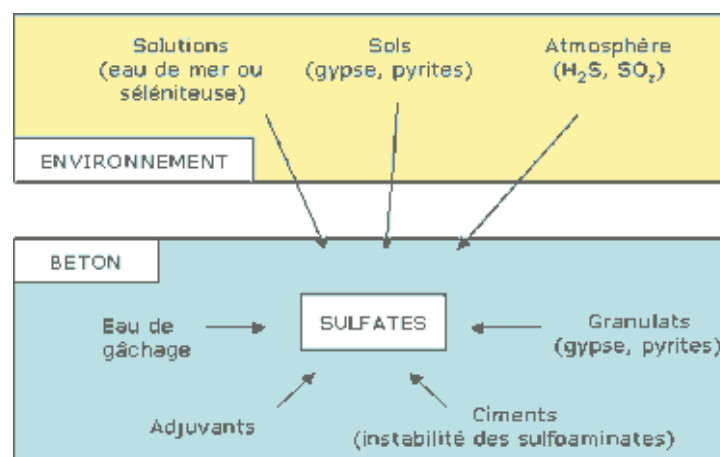 Solutions
(eau de mer ou
séléniteuse)
Sols
(gypse, pyrites)
Atmosphère
(H₂S, SO₂)
ENVIRONNEMENT
BETON
SULFATES
Eau de
gâchage
Granulats
(gypse, pyrites)
Adjuvants
Ciments
(instabilité des sulfoaminates)